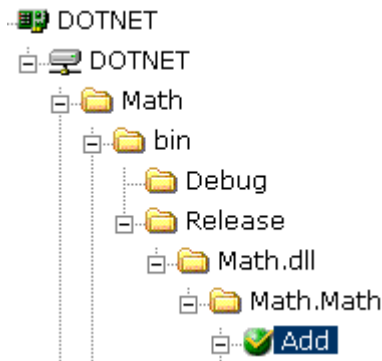 DOTNET
DOTNET
Math
bin
Debug
Release
Math.dll
Math.Math
Add